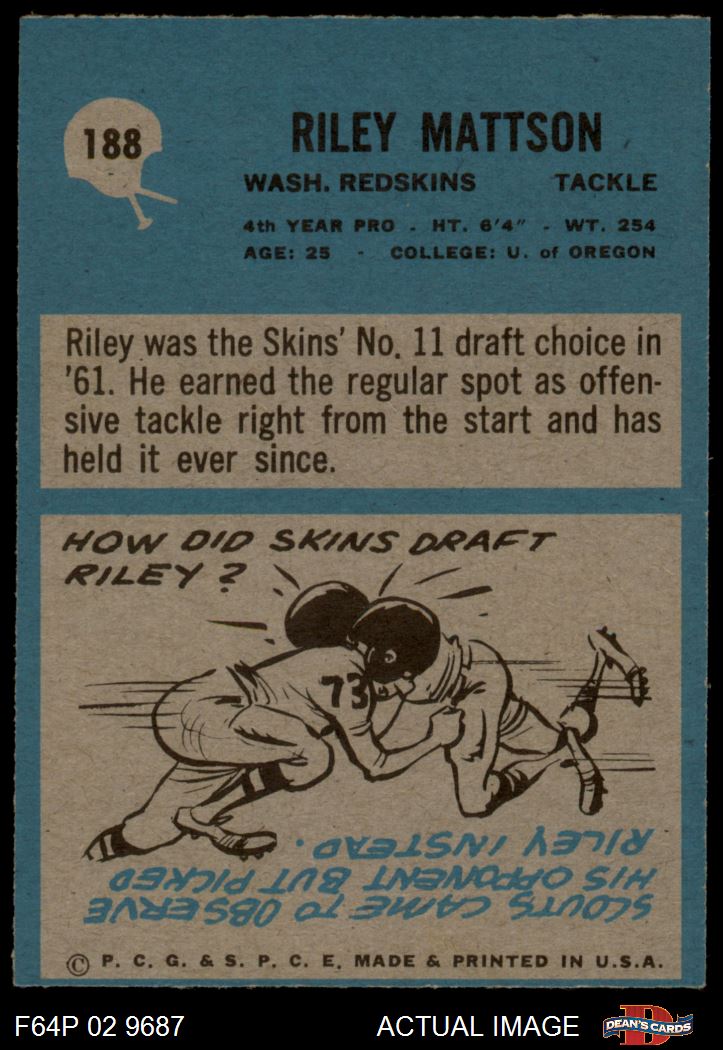 188
RILEY MATTSON
WASH. REDSKINS TACKLE
4th YEAR PRO - HT. 6'4" - WT. 254
AGE: 25 - COLLEGE: U. of OREGON
Riley was the Skins' No. 11 draft choice in
'61. He earned the regular spot as offen-
sive tackle right from the start and has
held it ever since.
HOW DID SKINS DRAFT
RILEY?
73
SCOUTS CAME TO OBSERVE
HIS OPPONENT BUT PICKED
RILEY INSTEAD.
© P. C. G. & S. P. C. E. MADE & PRINTED IN U.S.A.
F64P 02 9687 ACTUAL IMAGE
D
DEAN'S CARDS